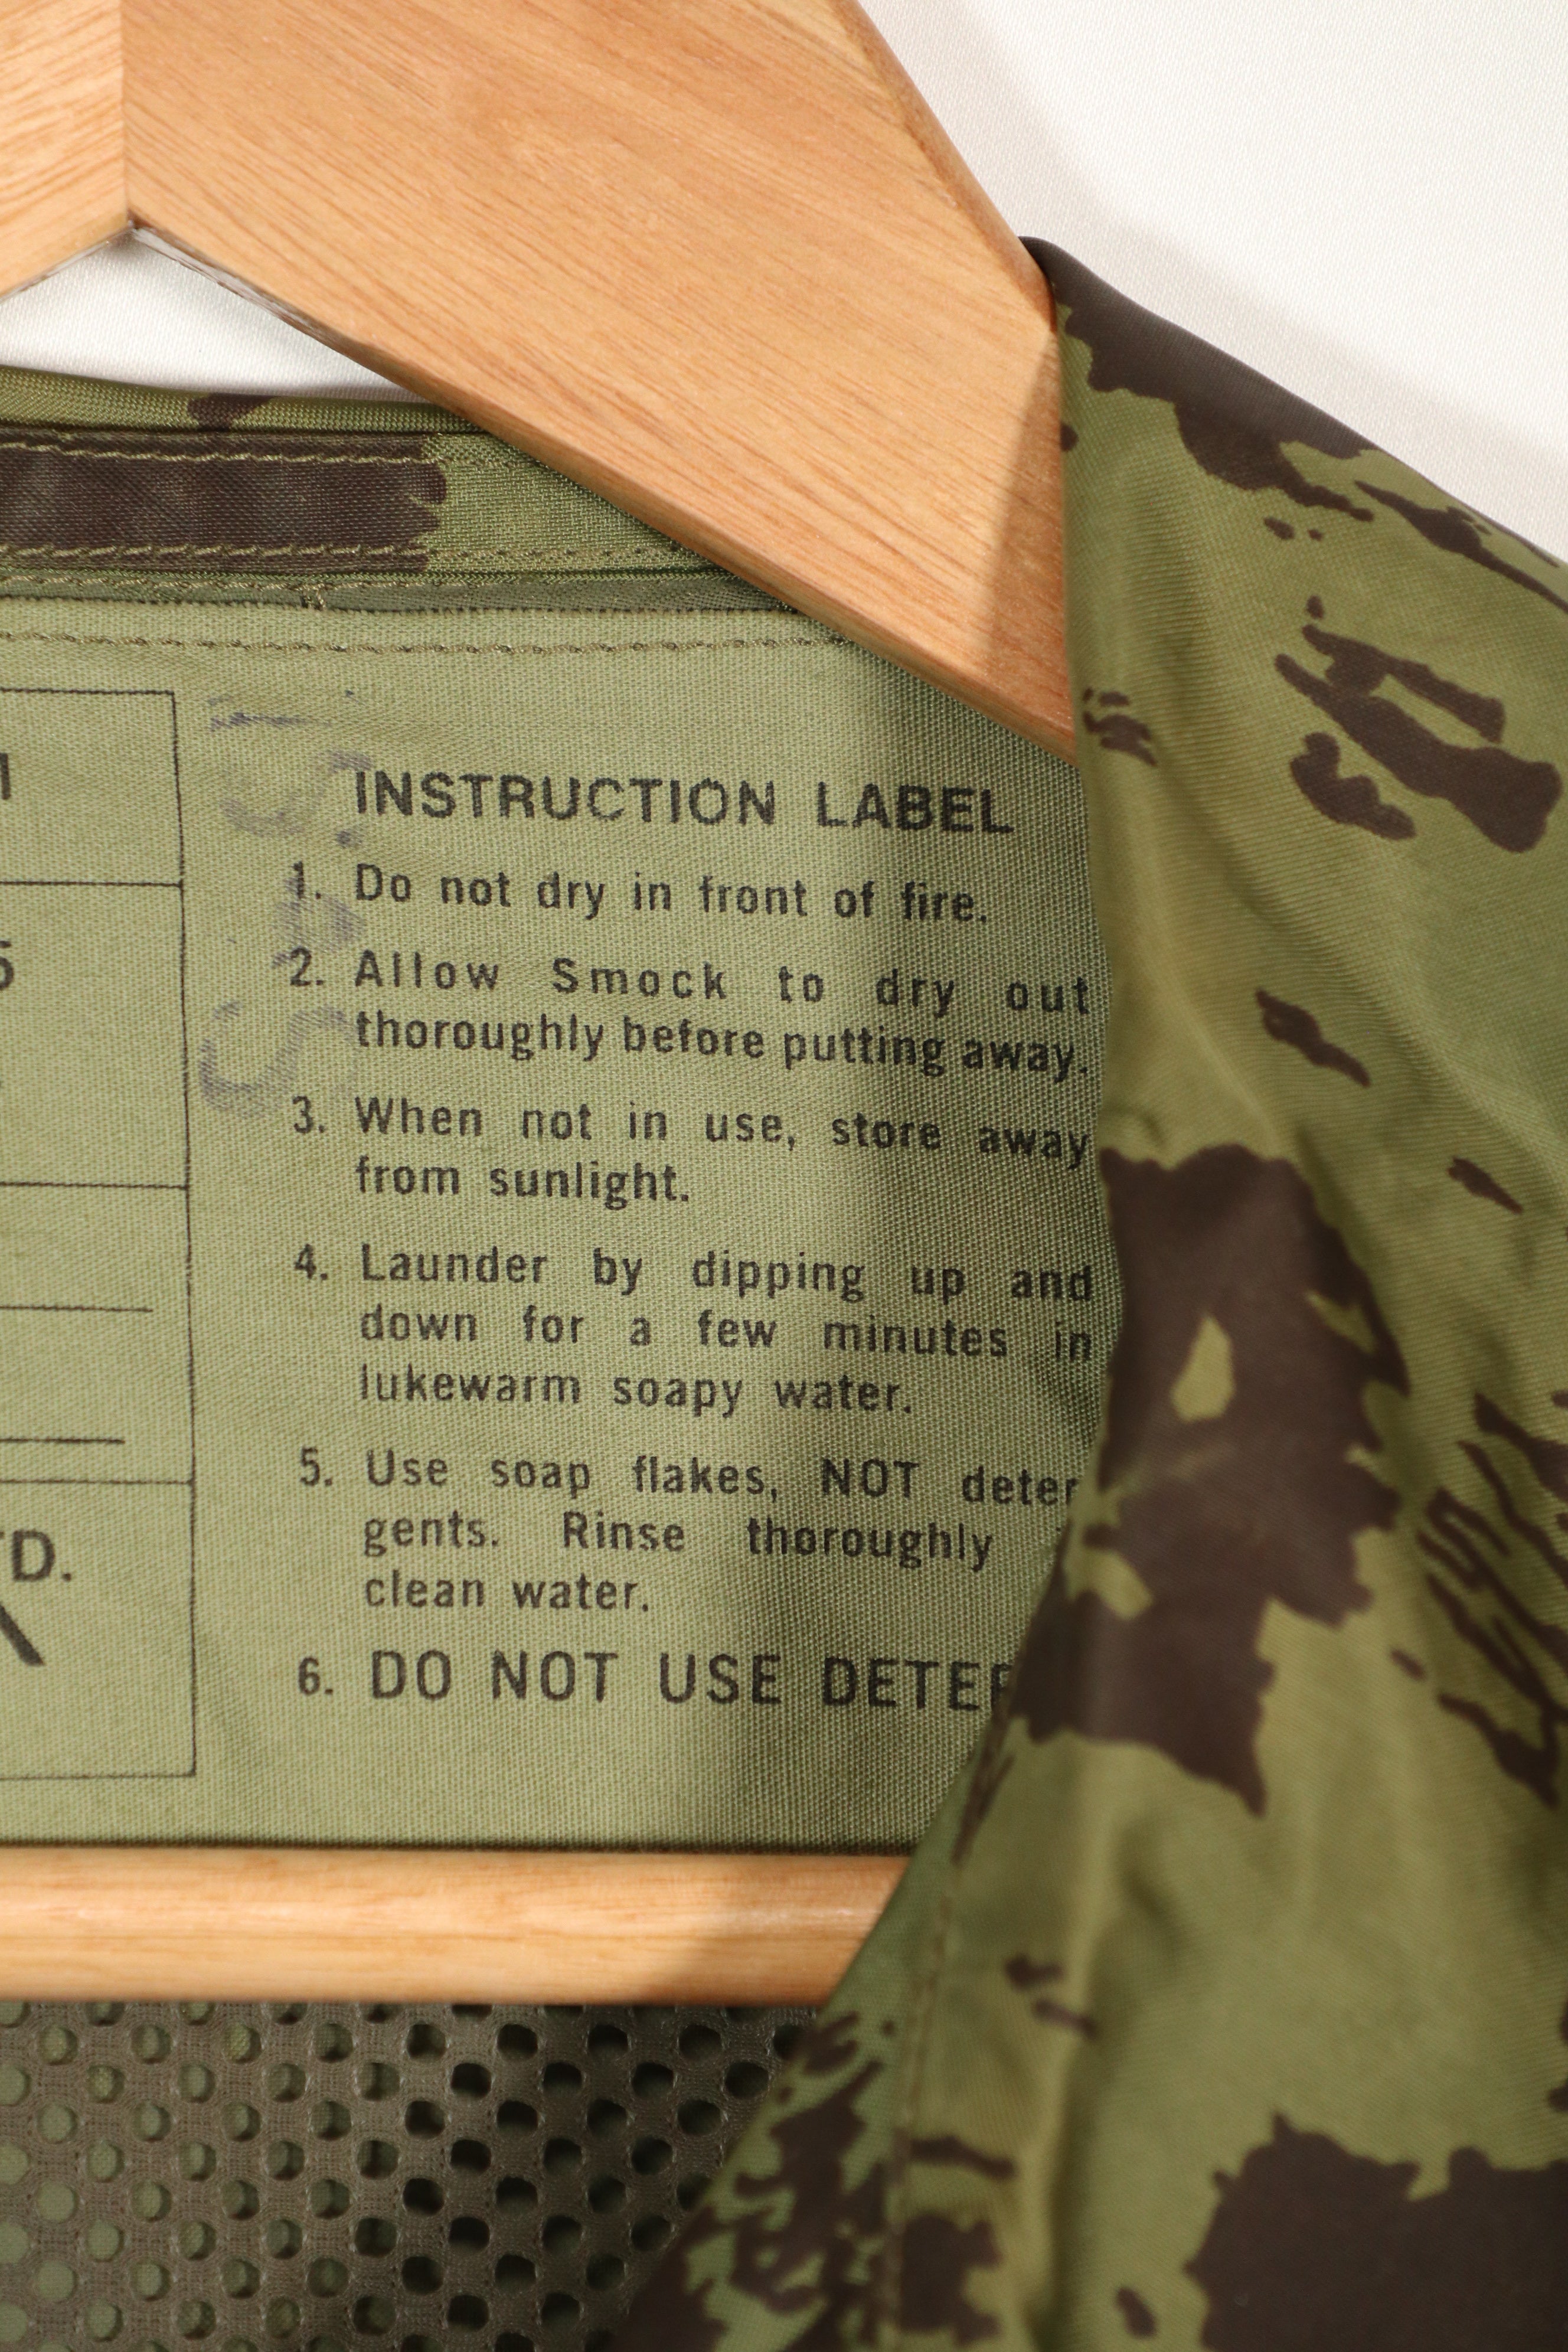 5
TD.
INSTRUCTION LABEL
1. Do not dry in front of fire.
2. Allow Smock to dry out
thoroughly before putting away.
3. When not in use, store away
from sunlight.
4. Launder by dipping up and
down for a few minutes in
lukewarm soapy water.
5. Use soap flakes, NOT deter
gents. Rinse thoroughly
clean water.
6. DO NOT USE DETER